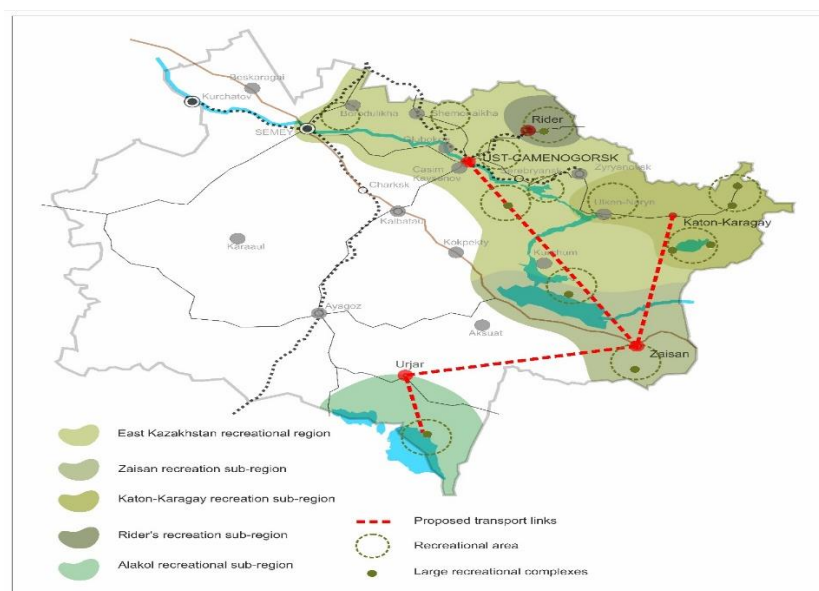 Beskaragai
Kurchatov
Borodulikha
Shemonaikha
Rider
SEMEY
UST-CAMENOGORSK
Zyryanovsk
Charksk
Ulken-Naryn
Katon-Karagay
Kalbatau
Karaaul
Kokpekty
Kurchum
Ayagoz
Aksuat
Zaisan
Urjar
East Kazakhstan recreational region
Zaisan recreation sub-region
Katon-Karagay recreation sub-region
Rider's recreation sub-region
Alakol recreational sub-region
Proposed transport links
Recreational area
Large recreational complexes